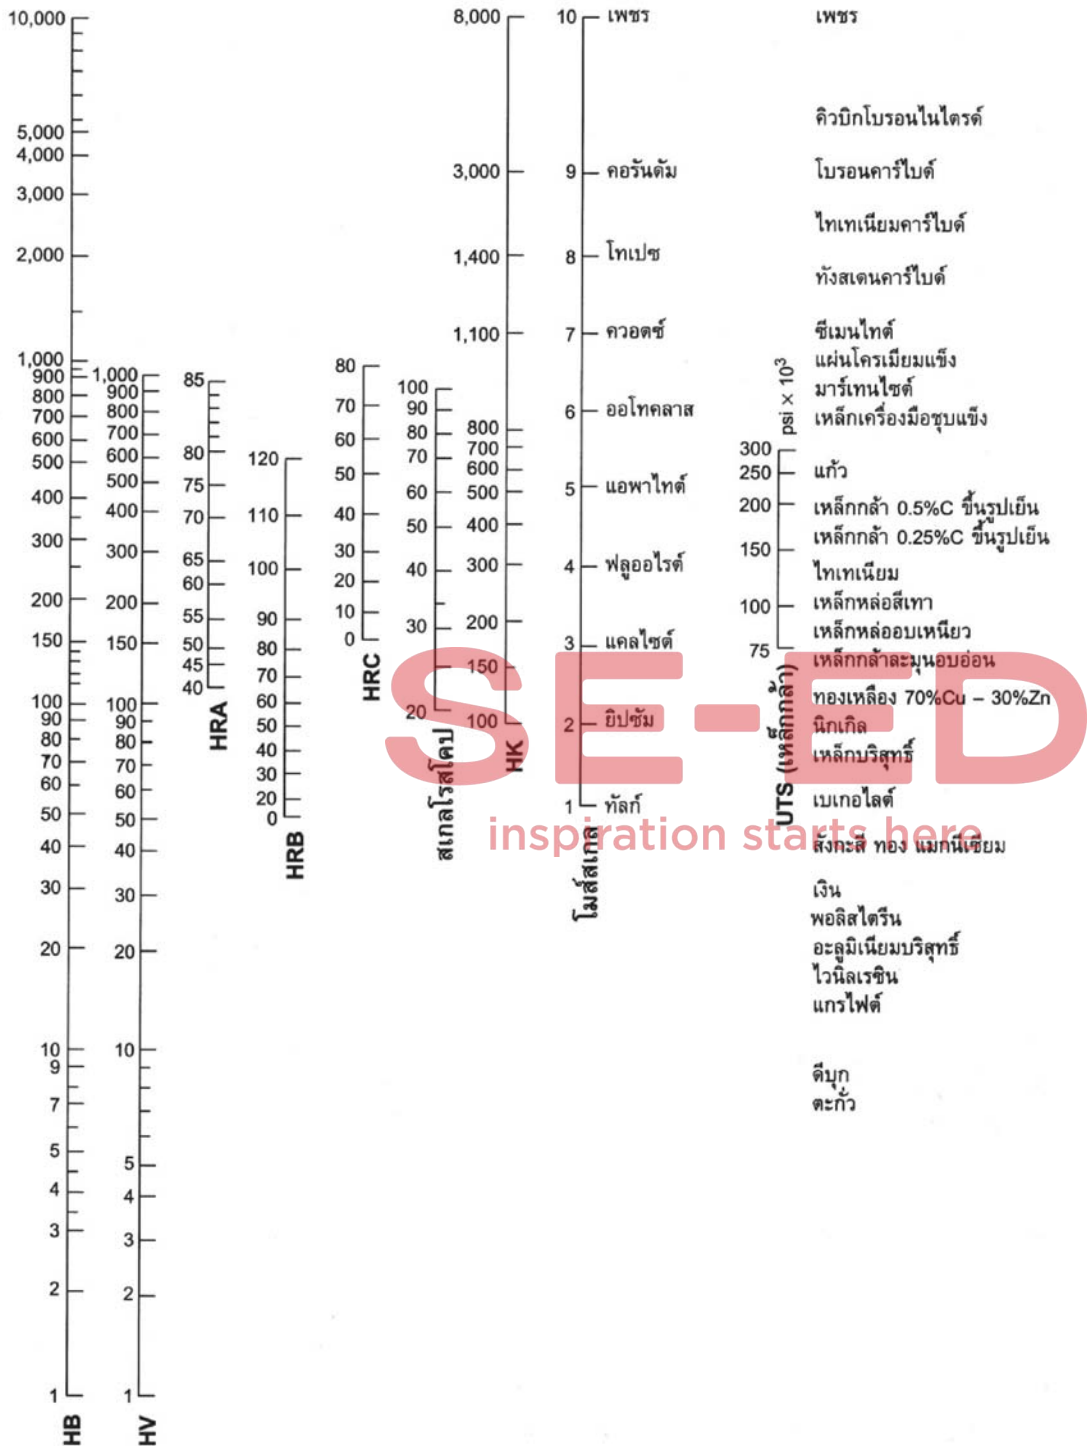 10,000
5,000
4,000
3,000
2,000
1,000
900
800
700
600
500
400
300
200
150
100
90
80
70
60
50
40
30
20
10
9
7
5
4
3
2
1
HB
1,000
900
800
700
600
500
400
300
200
150
100
90
80
70
60
50
40
30
20
10
5
4
3
2
1
HV
85
80
75
70
65
60
55
50
45
40
HRA
120
110
100
90
80
70
60
50
40
30
20
0
HRB
80
70
60
50
40
30
20
10
0
HRC
100
90
80
70
60
50
40
30
20
สเกลโรสโคป
8,000
3,000
1,400
1,100
800
700
600
500
400
300
200
150
100
HK
10 เพชร
9 คอรันดัม
8 โทเปซ
7 ควอตซ์
6 ออโทคลาส
5 แอพาไทต์
4 ฟลูออไรต์
3 แคลไซต์
2 ยิปซัม
1 ทัลก์
โมส์สเกล
psi × 10³
300
250
200
150
100
75
UTS (เหล็กกล้า)
เพชร
คิวบิกโบรอนไนไตรด์
โบรอนคาร์ไบด์
ไทเทเนียมคาร์ไบด์
ทังสเตนคาร์ไบด์
ซีเมนไทต์
แผ่นโครเมียมแข็ง
มาร์เทนไซต์
เหล็กเครื่องมือชุบแข็ง
แก้ว
เหล็กกล้า 0.5%C ขึ้นรูปเย็น
เหล็กกล้า 0.25%C ขึ้นรูปเย็น
ไทเทเนียม
เหล็กหล่อสีเทา
เหล็กหล่ออบเหนียว
เหล็กกล้าละมุนอบอ่อน
ทองเหลือง 70%Cu – 30%Zn
นิกเกิล
เหล็กบริสุทธิ์
เบเกอไลต์
สังกะสี ทอง แมกนีเซียม
เงิน
พอลิสไตรีน
อะลูมิเนียมบริสุทธิ์
ไวนิลเรซิน
แกรไฟต์
ดีบุก
ตะกั่ว
SE-ED
inspiration starts here